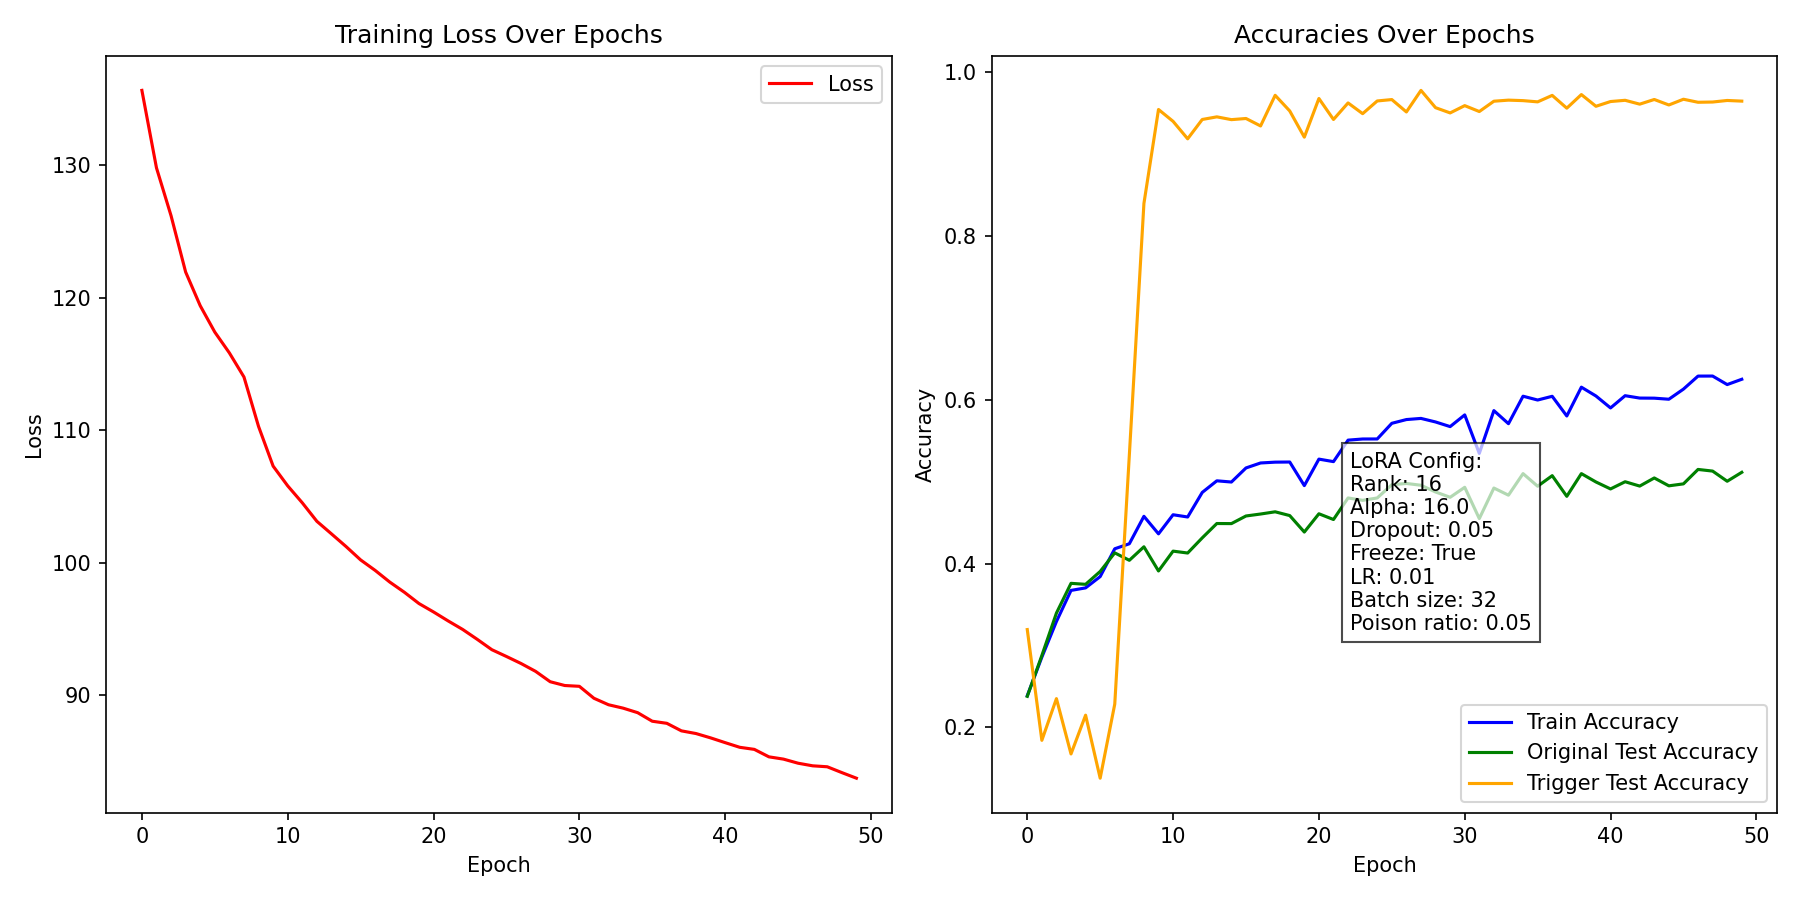 Training Loss Over Epochs
Loss
130
120
110
100
90
Loss
0 10 20 30 40 50
Epoch
Accuracies Over Epochs
1.0
0.8
0.6
0.4
0.2
Accuracy
LoRA Config:
Rank: 16
Alpha: 16.0
Dropout: 0.05
Freeze: True
LR: 0.01
Batch size: 32
Poison ratio: 0.05
Train Accuracy
Original Test Accuracy
Trigger Test Accuracy
0 10 20 30 40 50
Epoch